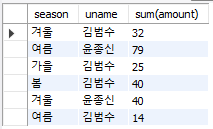 season uname sum(amount)
겨울 김범수 32
여름 윤종신 79
가을 김범수 25
봄 김범수 40
겨울 윤종신 40
여름 김범수 14